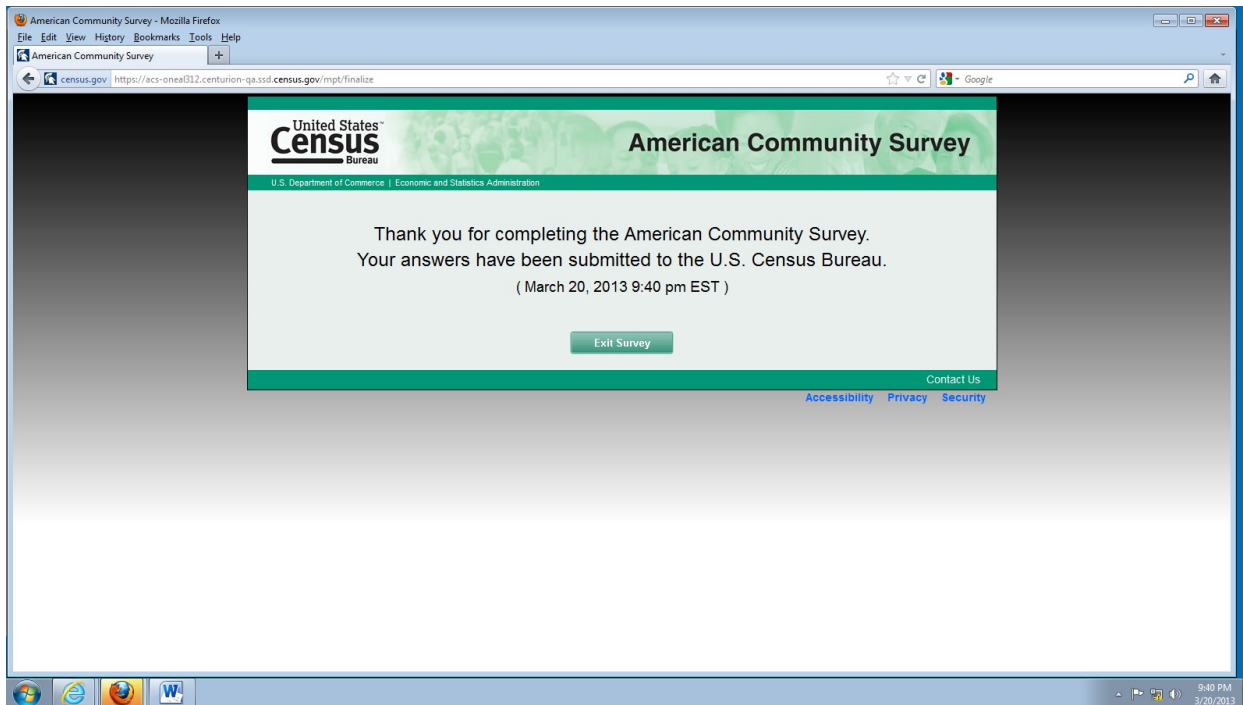 American Community Survey - Mozilla Firefox
File Edit View History Bookmarks Tools Help
American Community Survey +
census.gov https://acs-oneal312.centurion-qa.ssd.census.gov/mpt/finalize Google
United States™
Census
Bureau
American Community Survey
U.S. Department of Commerce | Economic and Statistics Administration
Thank you for completing the American Community Survey.
Your answers have been submitted to the U.S. Census Bureau.
( March 20, 2013 9:40 pm EST )
Exit Survey
Contact Us
Accessibility Privacy Security
W
9:40 PM
3/20/2013